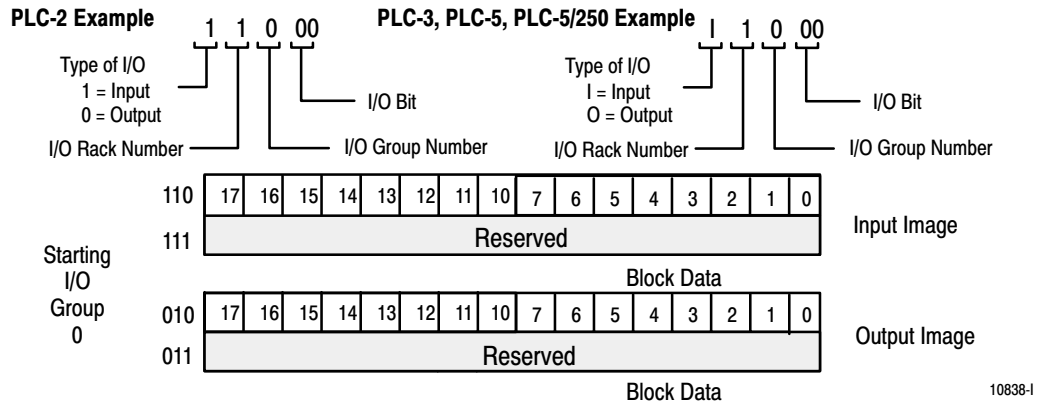 PLC-2 Example
1 1 0 00
Type of I/O
1 = Input
0 = Output
I/O Bit
I/O Rack Number
I/O Group Number
PLC-3, PLC-5, PLC-5/250 Example
I 1 0 00
Type of I/O
I = Input
O = Output
I/O Bit
I/O Rack Number
I/O Group Number
110 17 16 15 14 13 12 11 10 7 6 5 4 3 2 1 0
111 Reserved
Input Image
Block Data
Starting
I/O
Group
0
010 17 16 15 14 13 12 11 10 7 6 5 4 3 2 1 0
011 Reserved
Output Image
Block Data
10838-I